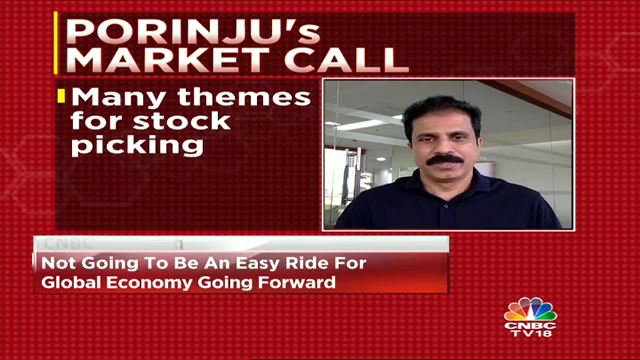 PORINJU's
MARKET CALL
Many themes
for stock
picking
CNBC
Not Going To Be An Easy Ride For
Global Economy Going Forward
CNBC
TV18